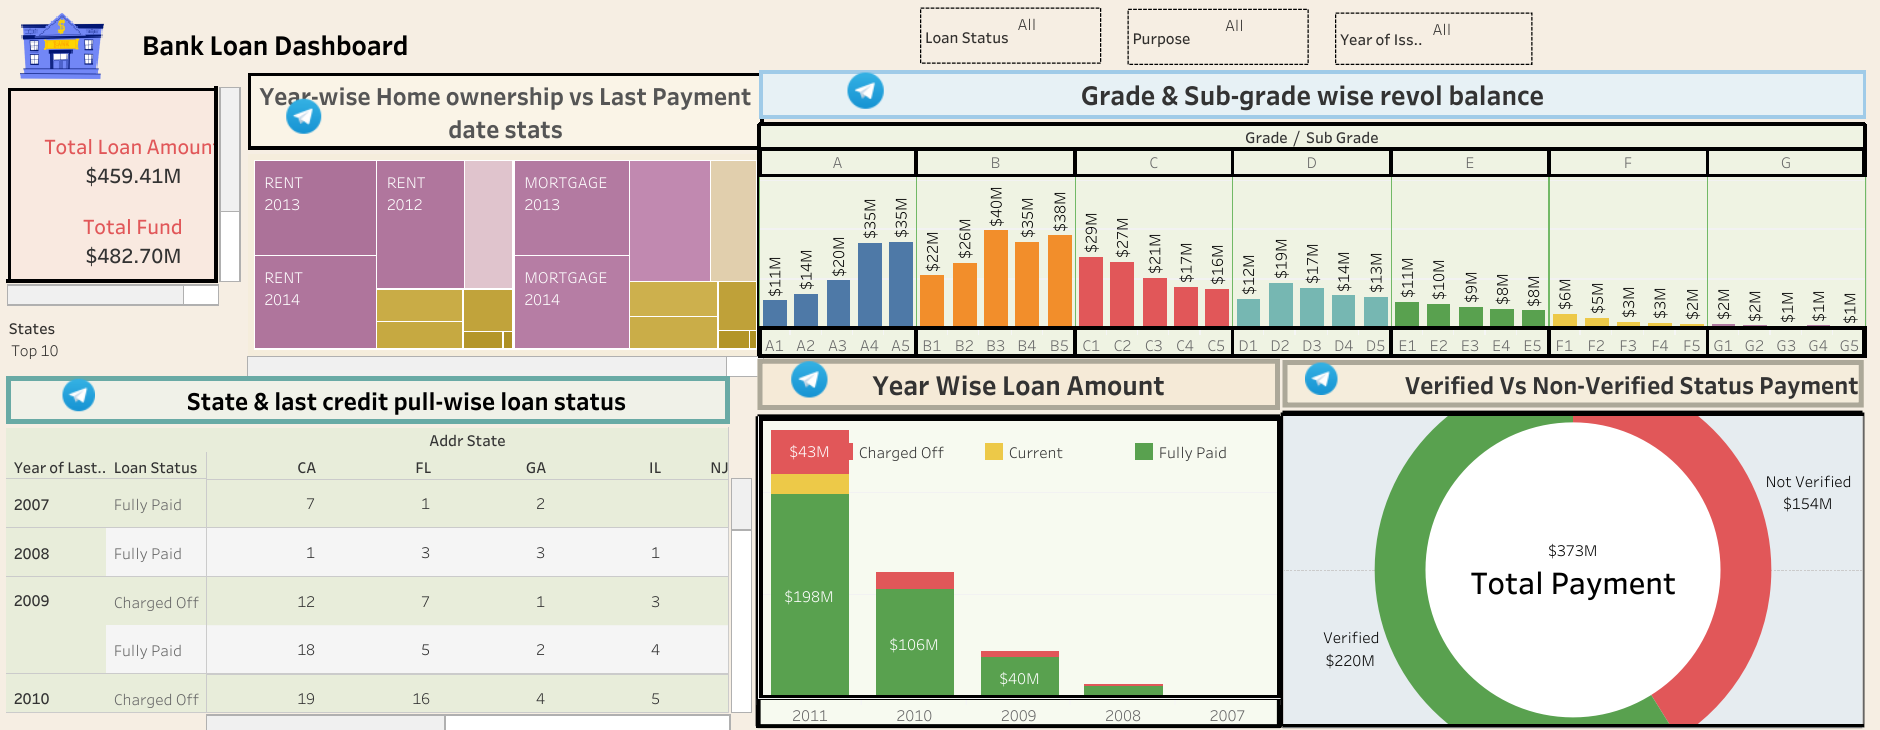 Bank Loan Dashboard
Loan Status All
Purpose All
Year of Iss.. All
Total Loan Amount
$459.41M
Total Fund
$482.70M
States
Top 10
Year-wise Home ownership vs Last Payment
date stats
RENT
2013
RENT
2012
MORTGAGE
2013
RENT
2014
MORTGAGE
2014
Grade & Sub-grade wise revol balance
Grade / Sub Grade
A B C D E F G
$11M $14M $20M $35M $35M $22M $26M $40M $35M $38M $29M $27M $21M $17M $16M $12M $19M $17M $14M $13M $11M $10M $9M $8M $8M $6M $5M $3M $3M $2M $2M $2M $1M $1M $1M
A1 A2 A3 A4 A5 B1 B2 B3 B4 B5 C1 C2 C3 C4 C5 D1 D2 D3 D4 D5 E1 E2 E3 E4 E5 F1 F2 F3 F4 F5 G1 G2 G3 G4 G5
State & last credit pull-wise loan status
Addr State
Year of Last.. Loan Status CA FL GA IL NJ
2007 Fully Paid 7 1 2
2008 Fully Paid 1 3 3 1
2009 Charged Off 12 7 1 3
Fully Paid 18 5 2 4
2010 Charged Off 19 16 4 5
Year Wise Loan Amount
Charged Off Current Fully Paid
$43M
$198M
$106M
$40M
2011 2010 2009 2008 2007
Verified Vs Non-Verified Status Payment
Not Verified
$154M
$373M
Total Payment
Verified
$220M